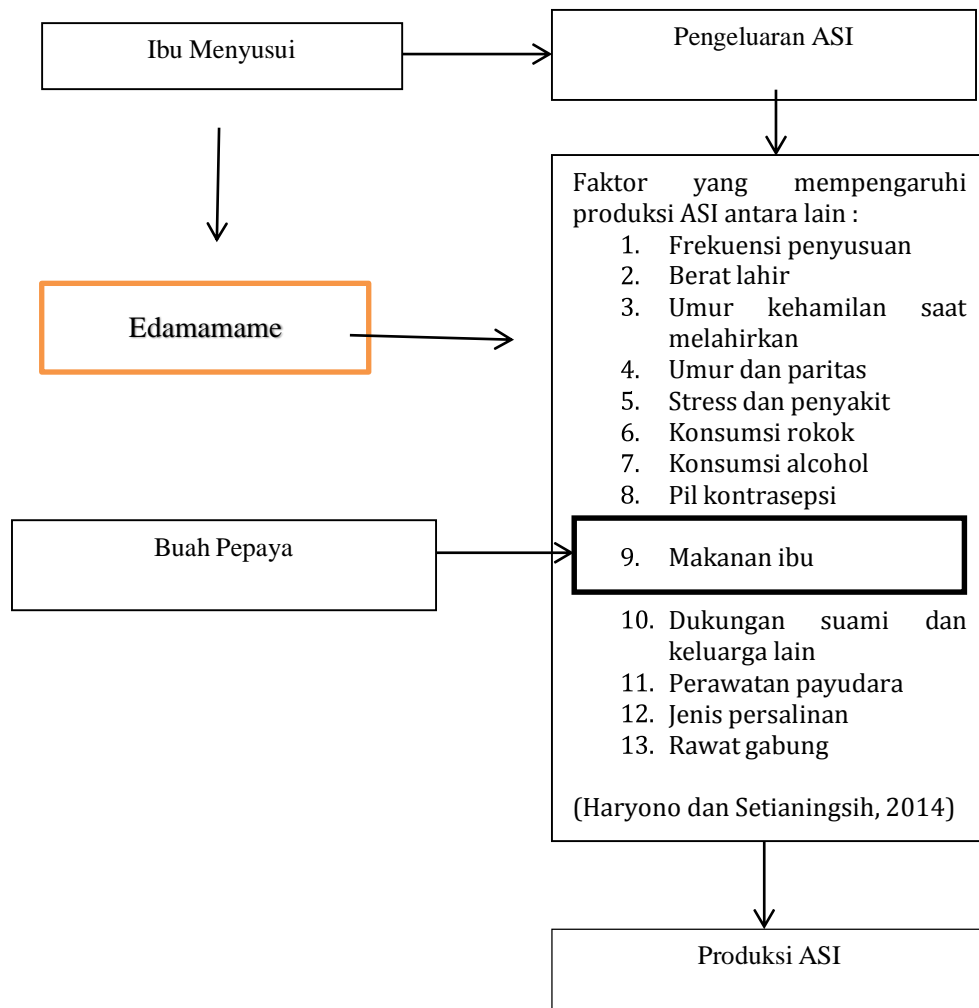 Ibu Menyusui
Pengeluaran ASI
Faktor yang mempengaruhi
produksi ASI antara lain :
1. Frekuensi penyusuan
2. Berat lahir
3. Umur kehamilan saat
melahirkan
4. Umur dan paritas
5. Stress dan penyakit
6. Konsumsi rokok
7. Konsumsi alcohol
8. Pil kontrasepsi
9. Makanan ibu
10. Dukungan suami dan
keluarga lain
11. Perawatan payudara
12. Jenis persalinan
13. Rawat gabung
(Haryono dan Setianingsih, 2014)
Edamamame
Buah Pepaya
Produksi ASI